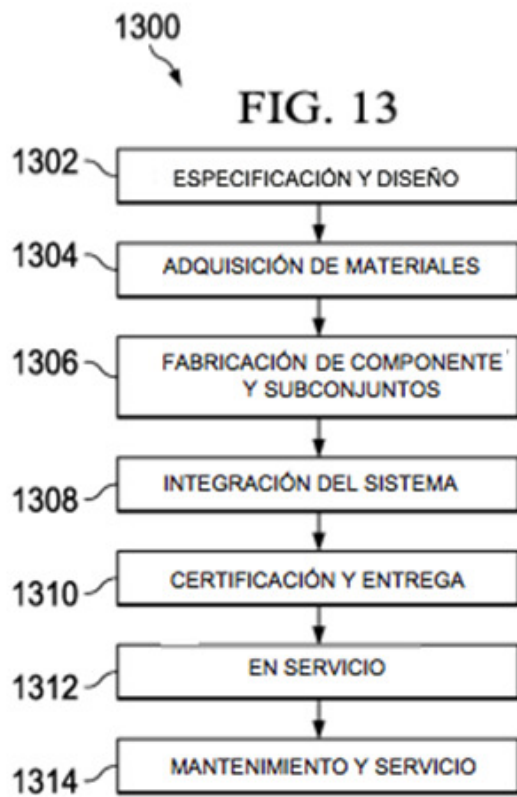 1300
FIG. 13
1302
ESPECIFICACIÓN Y DISEÑO
1304
ADQUISICIÓN DE MATERIALES
1306
FABRICACIÓN DE COMPONENTE
Y SUBCONJUNTOS
1308
INTEGRACIÓN DEL SISTEMA
1310
CERTIFICACIÓN Y ENTREGA
1312
EN SERVICIO
1314
MANTENIMIENTO Y SERVICIO